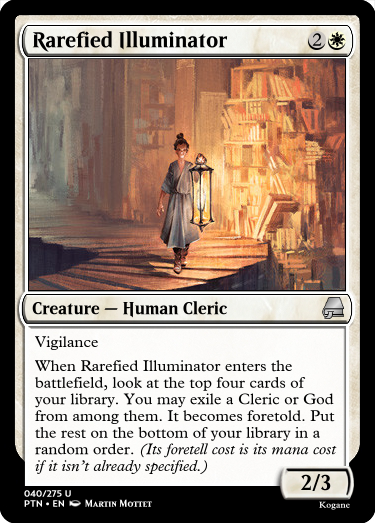 Rarefied Illuminator 2
Creature — Human Cleric
Vigilance
When Rarefied Illuminator enters the
battlefield, look at the top four cards of
your library. You may exile a Cleric or God
from among them. It becomes foretold. Put
the rest on the bottom of your library in a
random order. (Its foretell cost is its mana cost
if it isn't already specified.)
2/3
040/275 U
PTN • EN Martin Mottet
Kogane